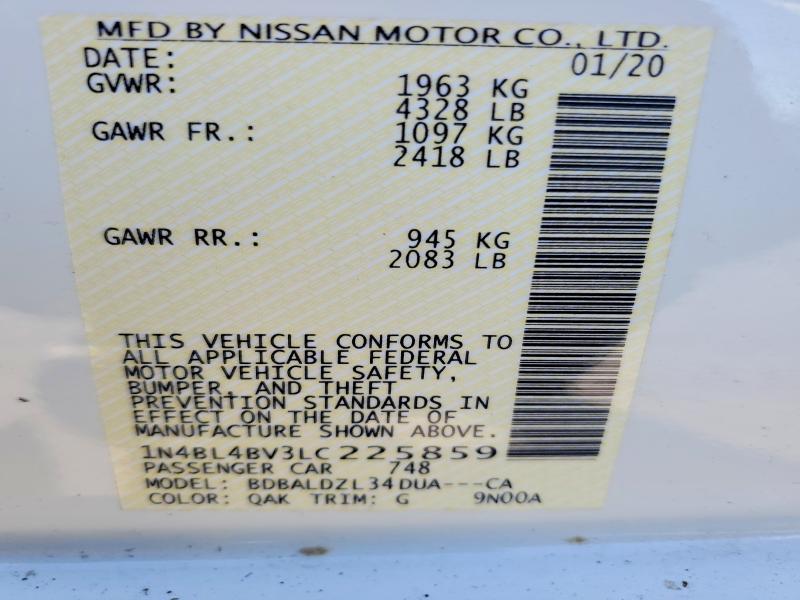 MFD BY NISSAN MOTOR CO., LTD.
DATE: 01/20
GVWR: 1963 KG
4328 LB
GAWR FR.: 1097 KG
2418 LB
GAWR RR.: 945 KG
2083 LB
THIS VEHICLE CONFORMS TO
ALL APPLICABLE FEDERAL
MOTOR VEHICLE SAFETY,
BUMPER, AND THEFT
PREVENTION STANDARDS IN
EFFECT ON THE DATE OF
MANUFACTURE SHOWN ABOVE.
1N4BL4BV3LC225859
PASSENGER CAR 748
MODEL: BDBALDZL34DUA---CA
COLOR: QAK TRIM: G 9N00A